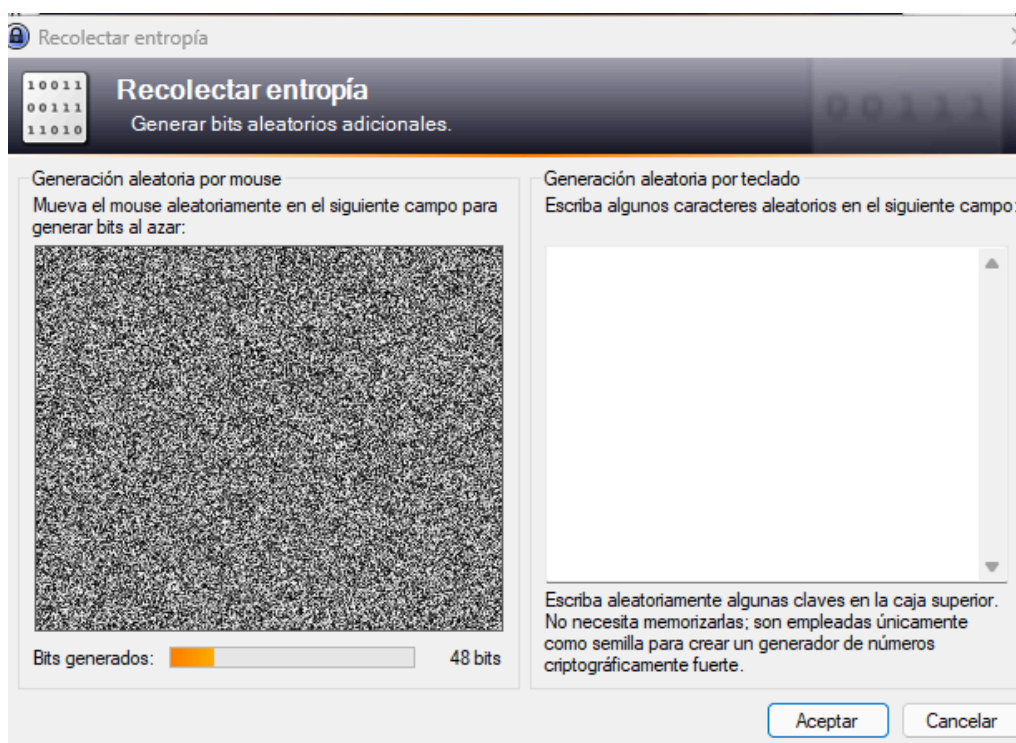 Recolectar entropía
10011
00111
11010
Recolectar entropía
Generar bits aleatorios adicionales.
00111
Generación aleatoria por mouse
Mueva el mouse aleatoriamente en el siguiente campo para
generar bits al azar:
Bits generados:
48 bits
Generación aleatoria por teclado
Escriba algunos caracteres aleatorios en el siguiente campo:
Escriba aleatoriamente algunas claves en la caja superior.
No necesita memorizarlas; son empleadas únicamente
como semilla para crear un generador de números
criptográficamente fuerte.
Aceptar
Cancelar